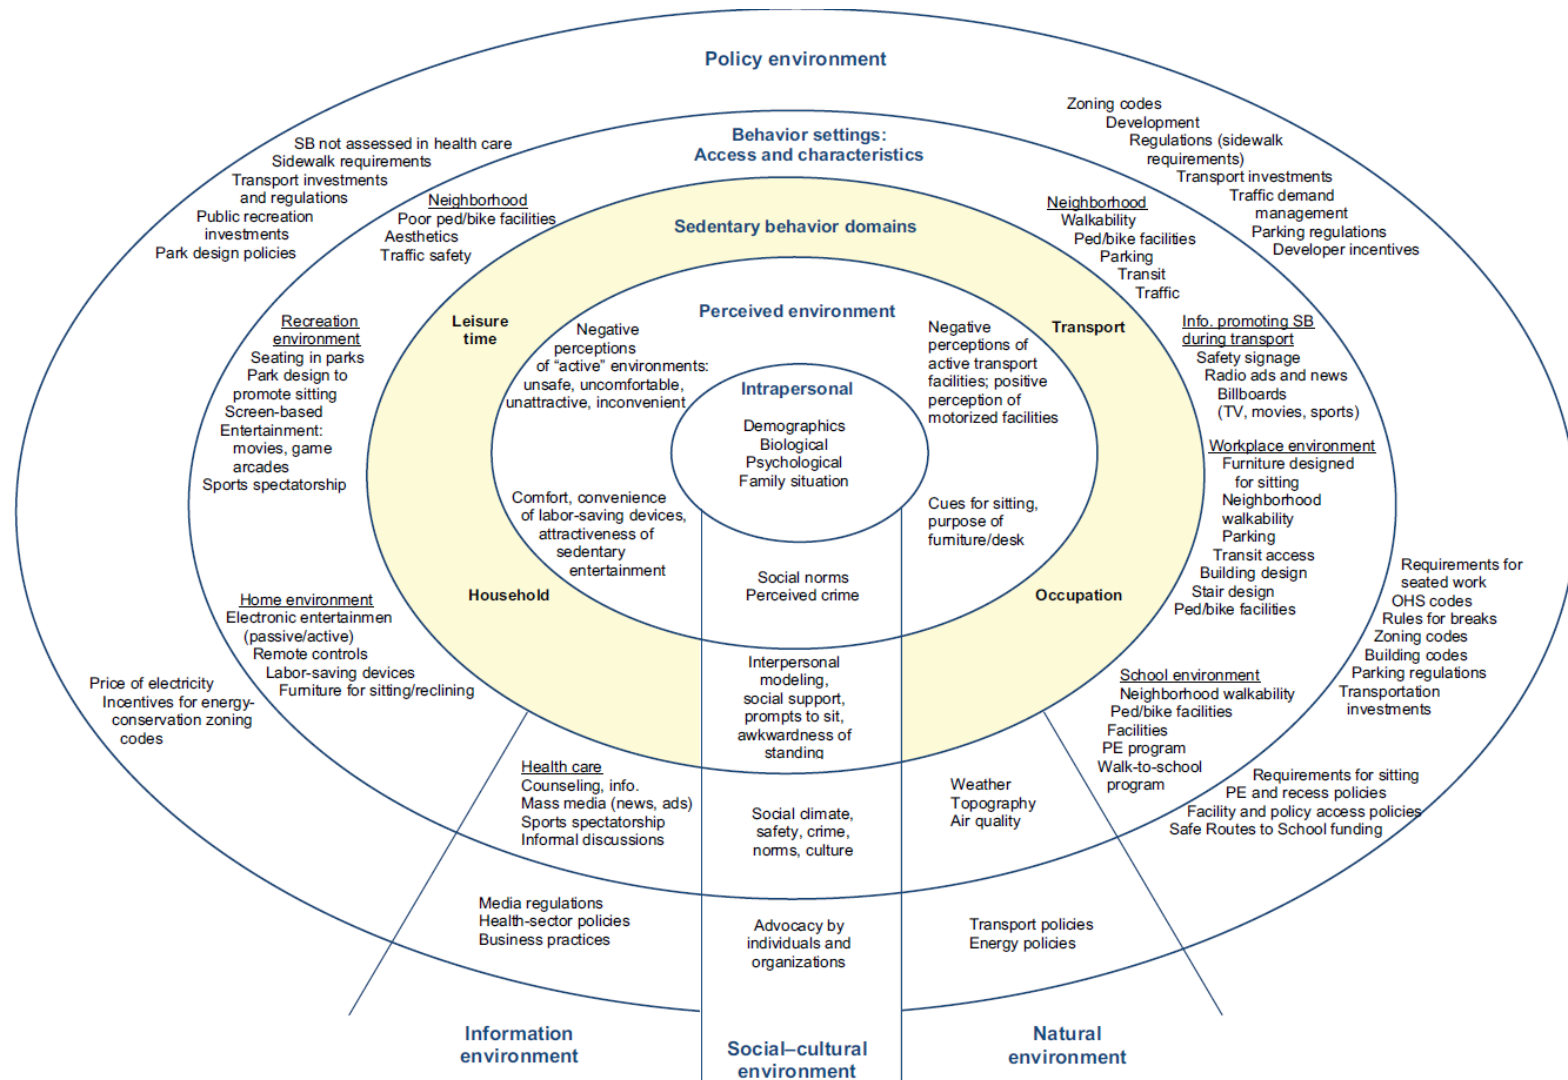 Policy environment
SB not assessed in health care
Sidewalk requirements
Transport investments
and regulations
Public recreation
investments
Park design policies
Zoning codes
Development
Regulations (sidewalk
requirements)
Transport investments
Traffic demand
management
Parking regulations
Developer incentives
Behavior settings:
Access and characteristics
Neighborhood
Poor ped/bike facilities
Aesthetics
Traffic safety
Neighborhood
Walkability
Ped/bike facilities
Parking
Transit
Traffic
Sedentary behavior domains
Leisure
time
Transport
Household
Occupation
Recreation
environment
Seating in parks
Park design to
promote sitting
Screen-based
Entertainment:
movies, game
arcades
Sports spectatorship
Info. promoting SB
during transport
Safety signage
Radio ads and news
Billboards
(TV, movies, sports)
Perceived environment
Negative
perceptions
of “active” environments:
unsafe, uncomfortable,
unattractive, inconvenient
Negative
perceptions of
active transport
facilities; positive
perception of
motorized facilities
Intrapersonal
Demographics
Biological
Psychological
Family situation
Comfort, convenience
of labor-saving devices,
attractiveness of
sedentary
entertainment
Cues for sitting,
purpose of
furniture/desk
Social norms
Perceived crime
Workplace environment
Furniture designed
for sitting
Neighborhood
walkability
Parking
Transit access
Building design
Stair design
Ped/bike facilities
Home environment
Electronic entertainmen
(passive/active)
Remote controls
Labor-saving devices
Furniture for sitting/reclining
Price of electricity
Incentives for energy-
conservation zoning
codes
Requirements for
seated work
OHS codes
Rules for breaks
Zoning codes
Building codes
Parking regulations
Transportation
investments
Interpersonal
modeling,
social support,
prompts to sit,
awkwardness of
standing
School environment
Neighborhood walkability
Ped/bike facilities
Facilities
PE program
Walk-to-school
program
Requirements for sitting
PE and recess policies
Facility and policy access policies
Safe Routes to School funding
Health care
Counseling, info.
Mass media (news, ads)
Sports spectatorship
Informal discussions
Social climate,
safety, crime,
norms, culture
Weather
Topography
Air quality
Media regulations
Health-sector policies
Business practices
Advocacy by
individuals and
organizations
Transport policies
Energy policies
Information
environment
Social–cultural
environment
Natural
environment